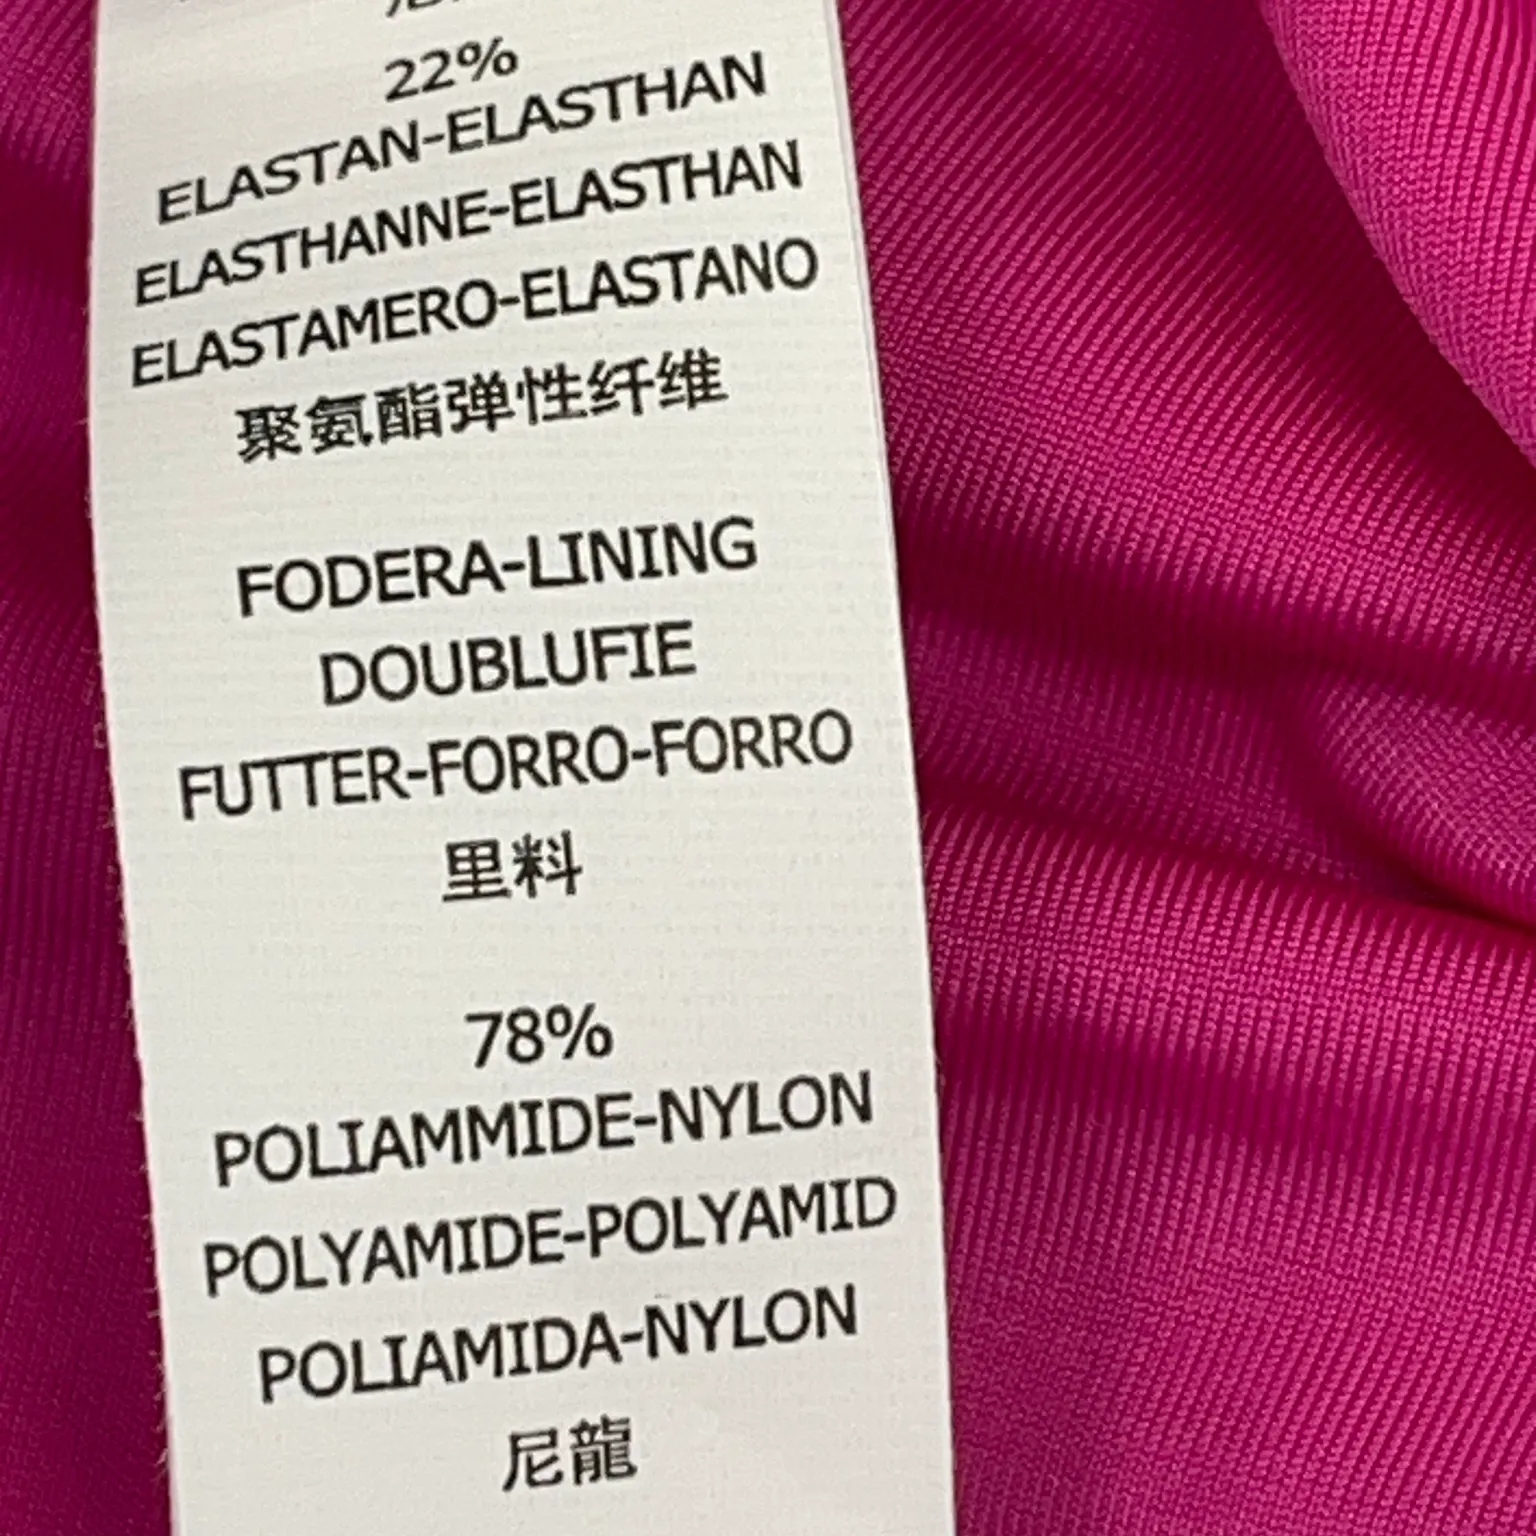 22%
ELASTAN-ELASTHAN
ELASTHANNE-ELASTHAN
ELASTAMERO-ELASTANO
聚氨酯弹性纤维
FODERA-LINING
DOUBLUFIE
FUTTER-FORRO-FORRO
里料
78%
POLIAMMIDE-NYLON
POLYAMIDE-POLYAMID
POLIAMIDA-NYLON
尼龍